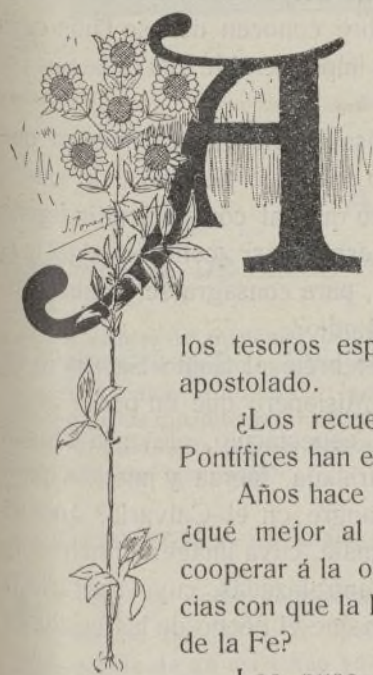 A
los tesoros esp
apostolado.
¿Los recue
Pontífices han e
Años hace
¿qué mejor al
cooperar á la o
cias con que la I
de la Fe?